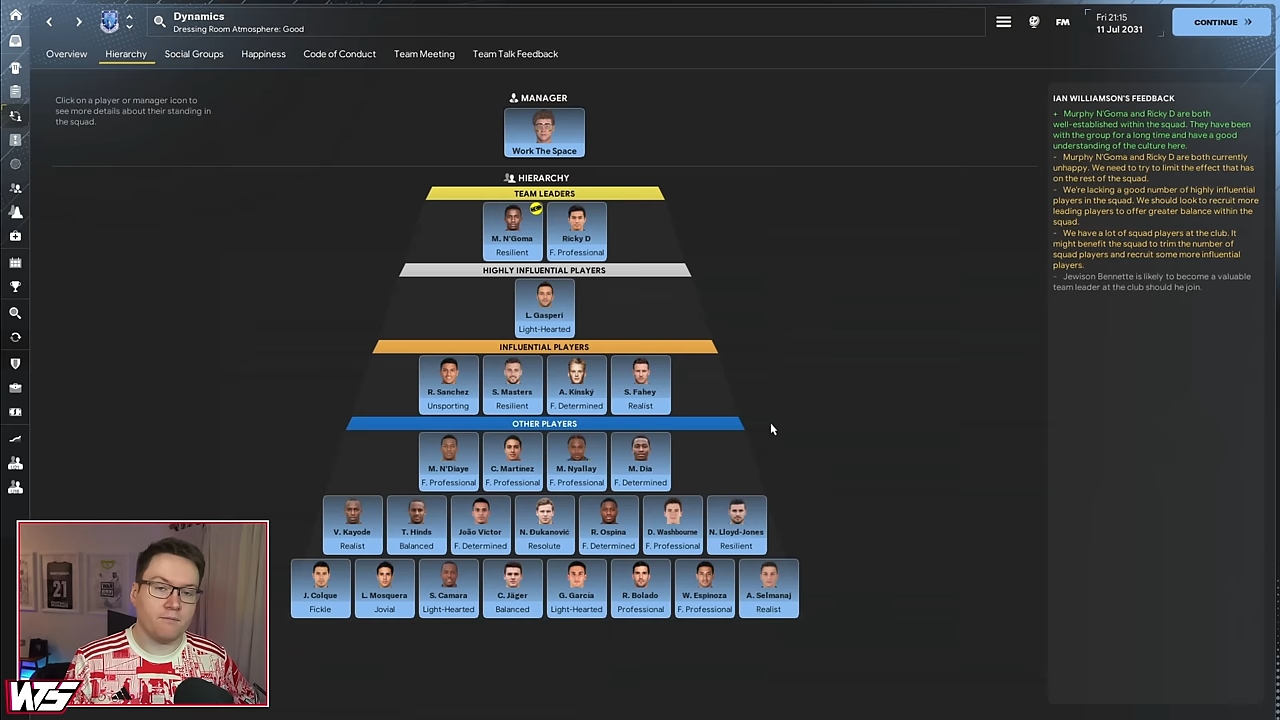 Dynamics
Dressing Room Atmosphere: Good
FM
Fri 21:15
11 Jul 2031
CONTINUE
Overview
Hierarchy
Social Groups
Happiness
Code of Conduct
Team Meeting
Team Talk Feedback
Click on a player or manager icon to
see more details about their standing in
the squad.
MANAGER
Work The Space
HIERARCHY
TEAM LEADERS
M. N'Goma
Resilient
Ricky D
F. Professional
HIGHLY INFLUENTIAL PLAYERS
L. Gasperi
Light-Hearted
INFLUENTIAL PLAYERS
R. Sanchez
Unsporting
S. Masters
Resilient
A. Kinský
F. Determined
S. Fahey
Realist
OTHER PLAYERS
M. N'Diaye
F. Professional
C. Martínez
F. Professional
M. Nyallay
F. Professional
M. Dia
F. Determined
V. Kayode
Realist
T. Hinds
Balanced
João Victor
F. Determined
N. Đukanović
Resolute
R. Ospina
F. Determined
D. Washbourne
F. Professional
N. Lloyd-Jones
Resilient
J. Colque
Fickle
L. Mosquera
Jovial
S. Camara
Light-Hearted
C. Jäger
Balanced
G. García
Light-Hearted
R. Bolado
Professional
W. Espinoza
F. Professional
A. Selmanaj
Realist
IAN WILLIAMSON'S FEEDBACK
+ Murphy N'Goma and Ricky D are both
well-established within the squad. They have been
with the group for a long time and have a good
understanding of the culture here.
- Murphy N'Goma and Ricky D are both currently
unhappy. We need to try to limit the effect that has
on the rest of the squad.
- We're lacking a good number of highly influential
players in the squad. We should look to recruit more
leading players to offer greater balance within the
squad.
- We have a lot of squad players at the club. It
might benefit the squad to trim the number of
squad players and recruit some more influential
players.
- Jewison Bennette is likely to become a valuable
team leader at the club should he join.
21
WTS